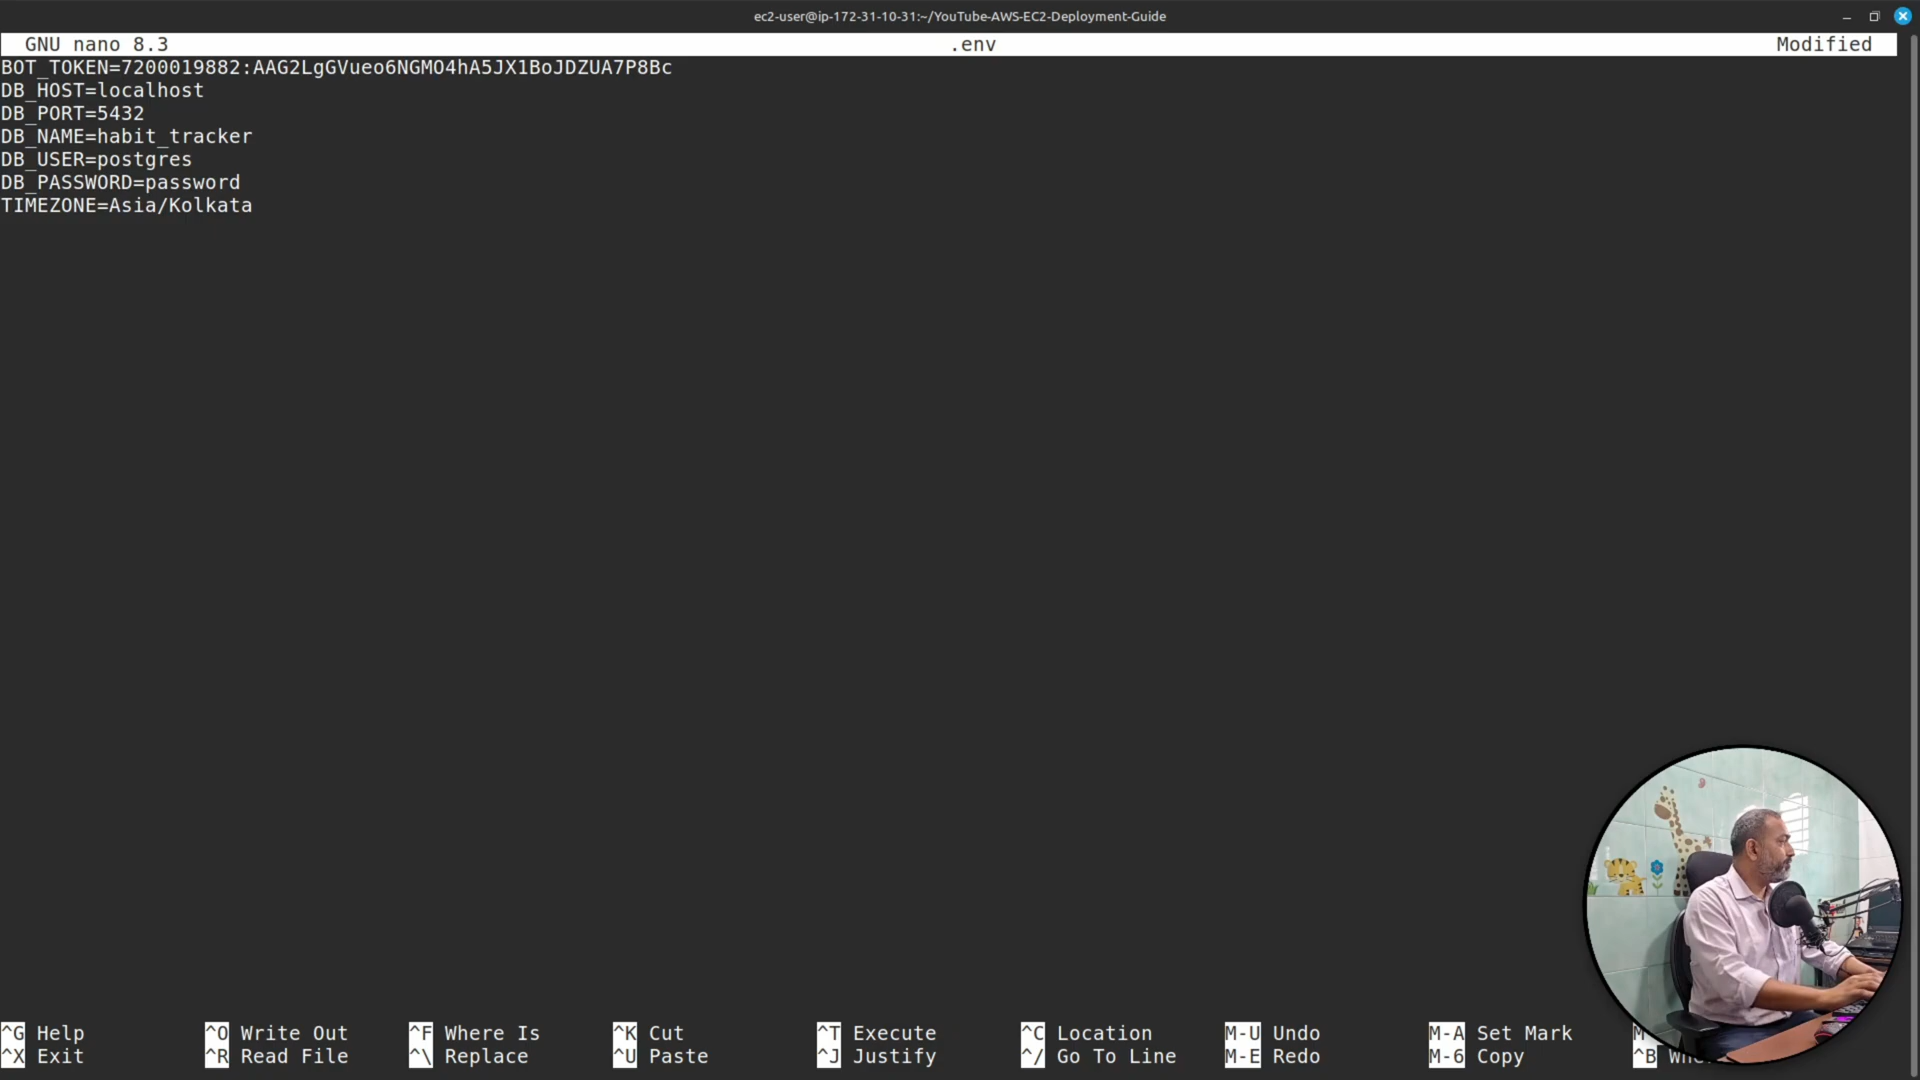 ec2-user@ip-172-31-10-31:~/YouTube-AWS-EC2-Deployment-Guide
GNU nano 8.3 .env Modified
BOT_TOKEN=7200019882:AAG2LgGVueo6NGMO4hA5JX1BoJDZUA7P8Bc
DB_HOST=localhost
DB_PORT=5432
DB_NAME=habit_tracker
DB_USER=postgres
DB_PASSWORD=password
TIMEZONE=Asia/Kolkata
^G Help ^O Write Out ^F Where Is ^K Cut ^T Execute ^C Location M-U Undo M-A Set Mark
^X Exit ^R Read File ^\ Replace ^U Paste ^J Justify ^/ Go To Line M-E Redo M-6 Copy ^B